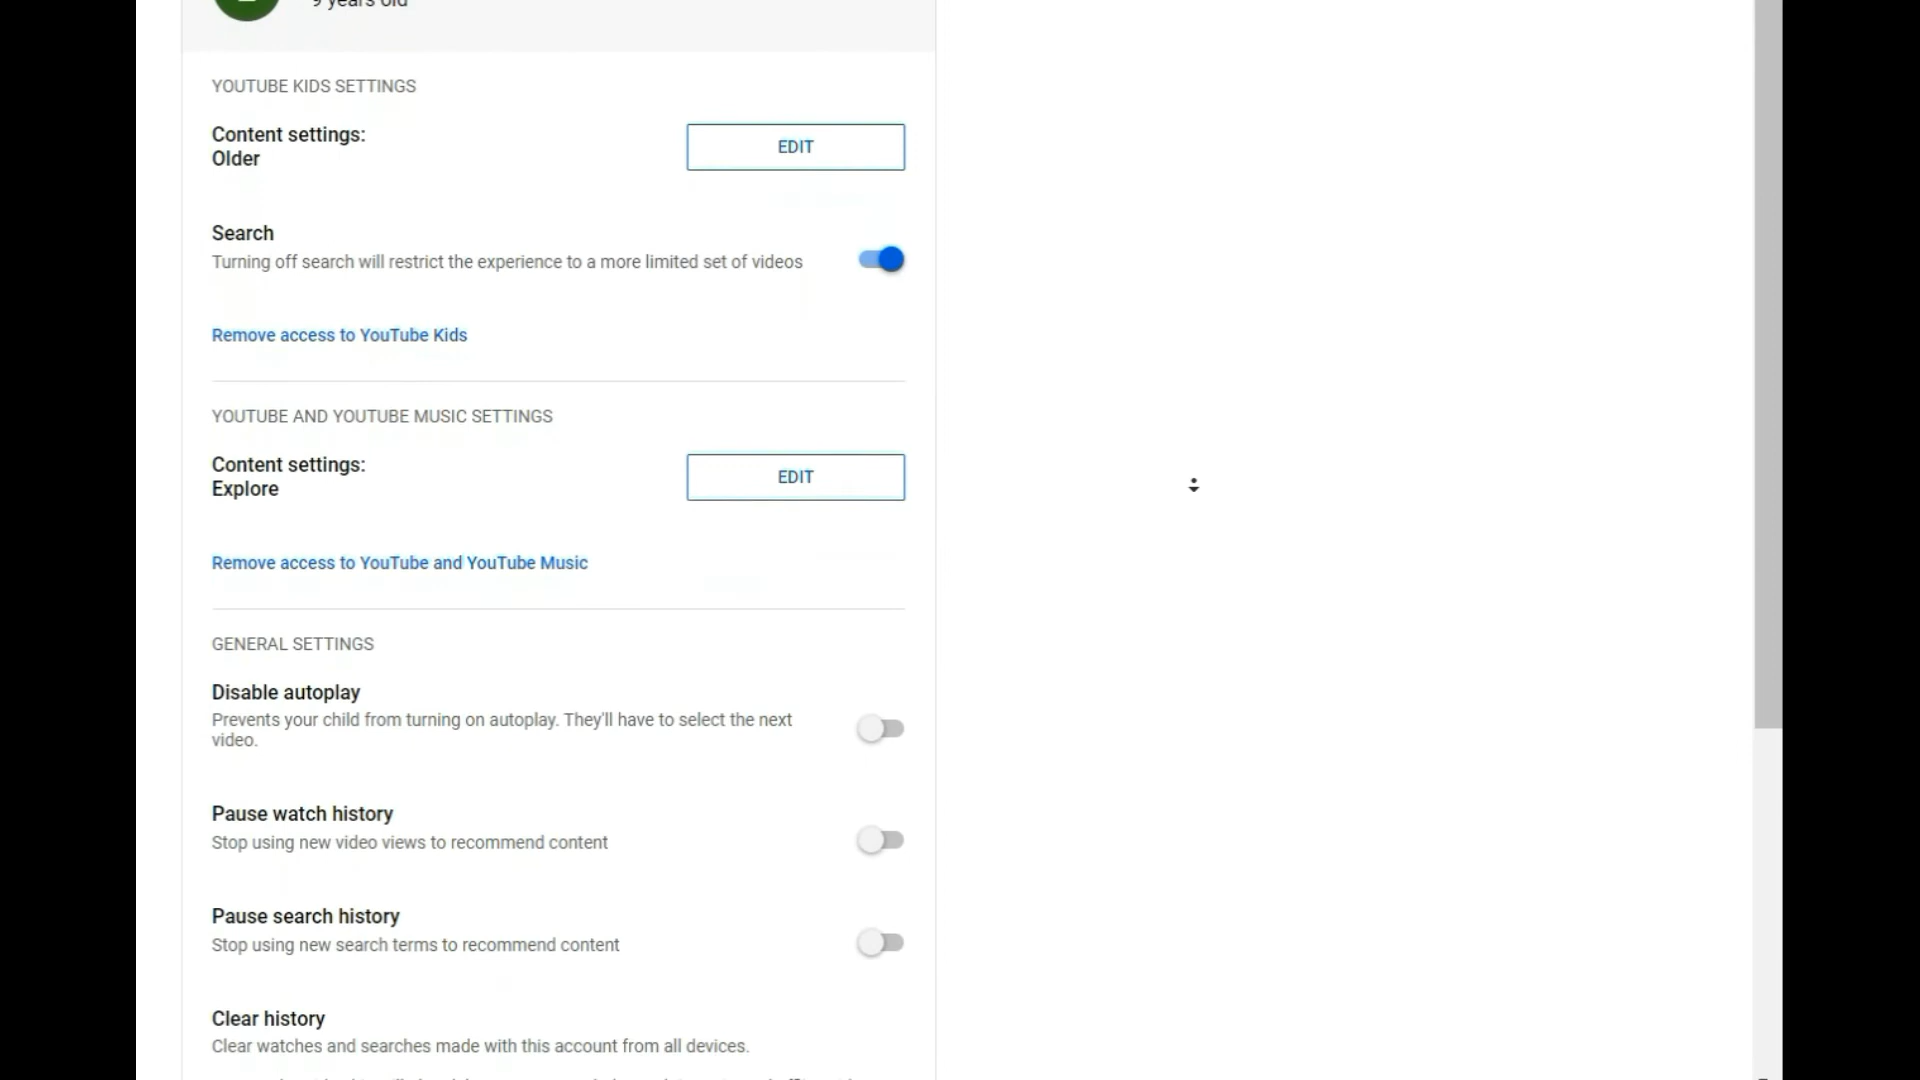 9 years old
YOUTUBE KIDS SETTINGS
Content settings:
Older
EDIT
Search
Turning off search will restrict the experience to a more limited set of videos
Remove access to YouTube Kids
YOUTUBE AND YOUTUBE MUSIC SETTINGS
Content settings:
Explore
EDIT
Remove access to YouTube and YouTube Music
GENERAL SETTINGS
Disable autoplay
Prevents your child from turning on autoplay. They'll have to select the next
video.
Pause watch history
Stop using new video views to recommend content
Pause search history
Stop using new search terms to recommend content
Clear history
Clear watches and searches made with this account from all devices.